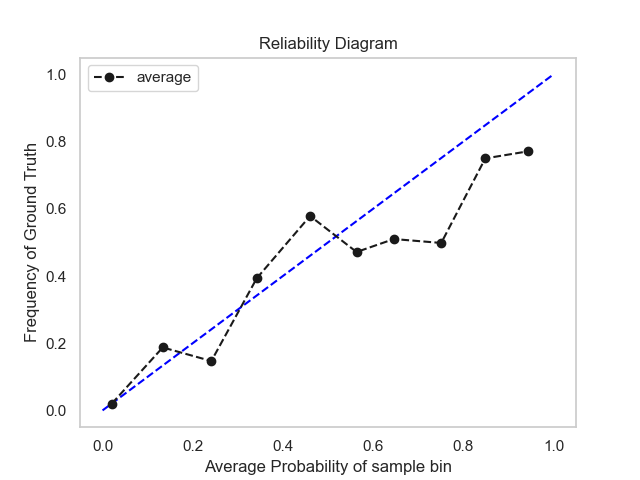 Reliability Diagram
average
Frequency of Ground Truth
1.0
0.8
0.6
0.4
0.2
0.0
0.0 0.2 0.4 0.6 0.8 1.0
Average Probability of sample bin